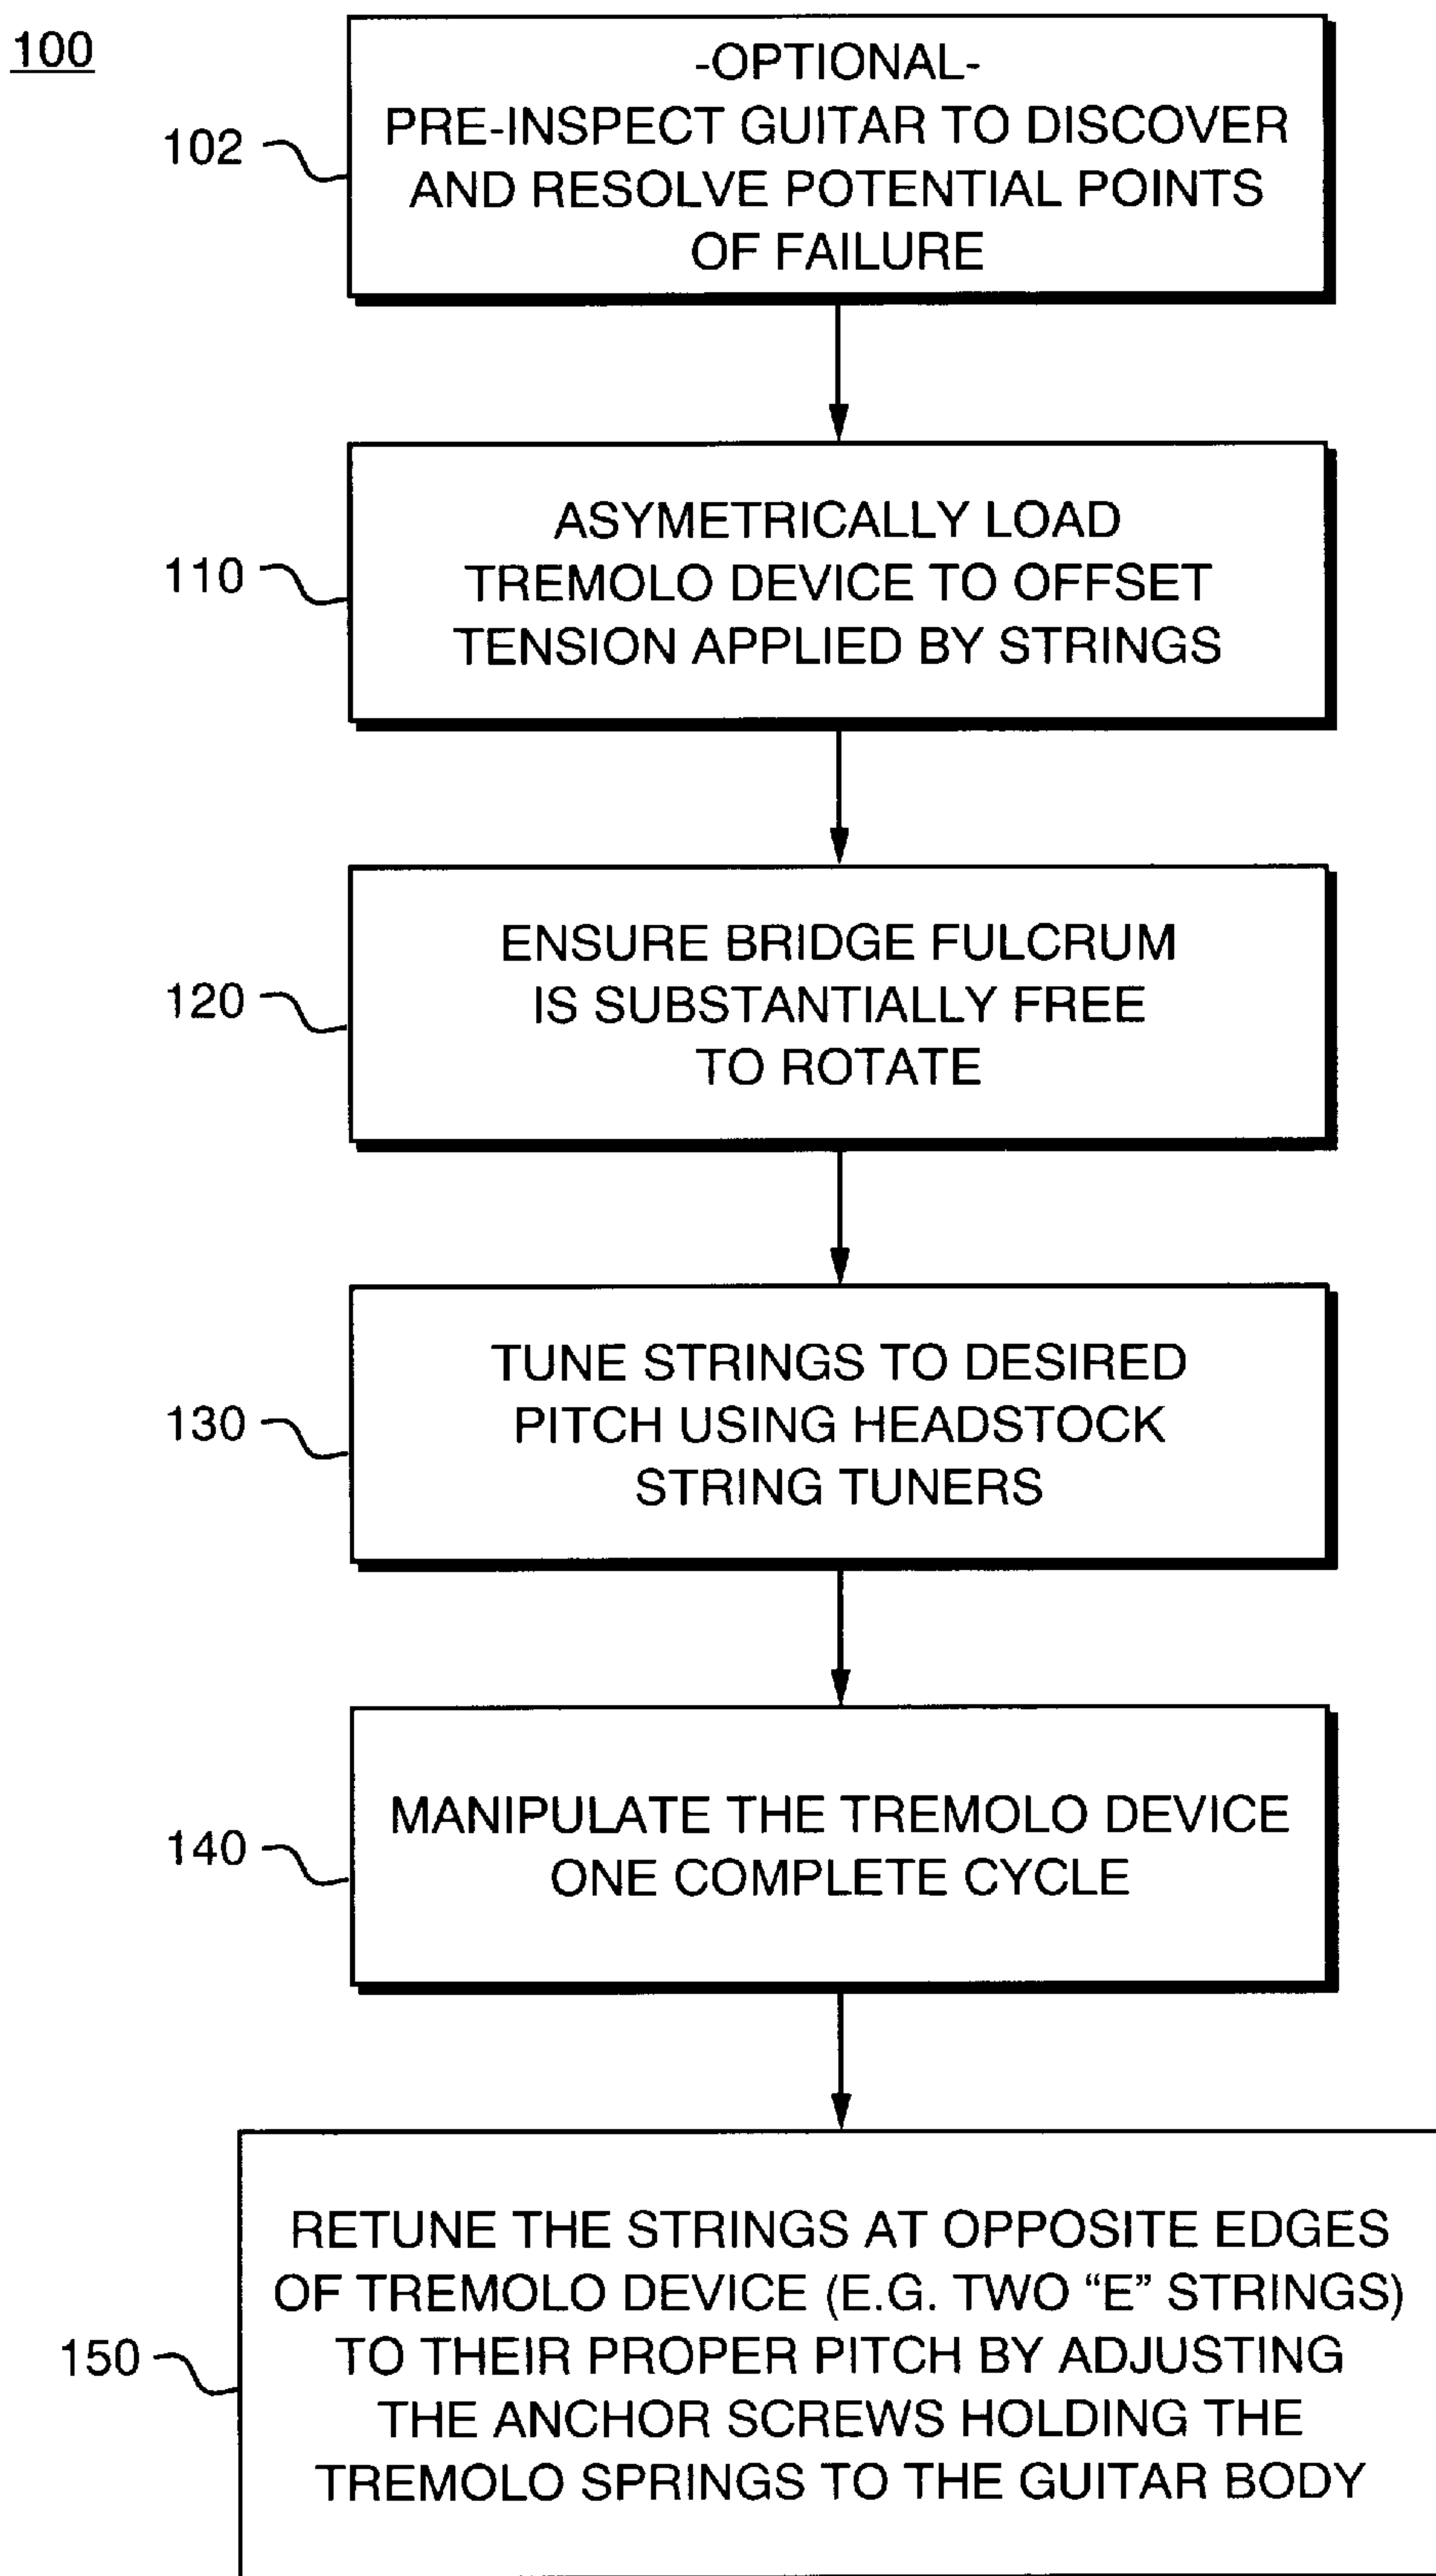 100
102
-OPTIONAL-
PRE-INSPECT GUITAR TO DISCOVER
AND RESOLVE POTENTIAL POINTS
OF FAILURE
110
ASYMETRICALLY LOAD
TREMOLO DEVICE TO OFFSET
TENSION APPLIED BY STRINGS
120
ENSURE BRIDGE FULCRUM
IS SUBSTANTIALLY FREE
TO ROTATE
130
TUNE STRINGS TO DESIRED
PITCH USING HEADSTOCK
STRING TUNERS
140
MANIPULATE THE TREMOLO DEVICE
ONE COMPLETE CYCLE
150
RETUNE THE STRINGS AT OPPOSITE EDGES
OF TREMOLO DEVICE (E.G. TWO “E” STRINGS)
TO THEIR PROPER PITCH BY ADJUSTING
THE ANCHOR SCREWS HOLDING THE
TREMOLO SPRINGS TO THE GUITAR BODY